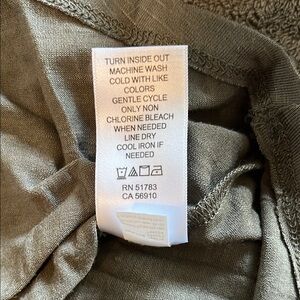 TURN INSIDE OUT
MACHINE WASH
COLD WITH LIKE
COLORS
GENTLE CYCLE
ONLY NON
CHLORINE BLEACH
WHEN NEEDED
LINE DRY
COOL IRON IF
NEEDED
RN 51783
CA 56910